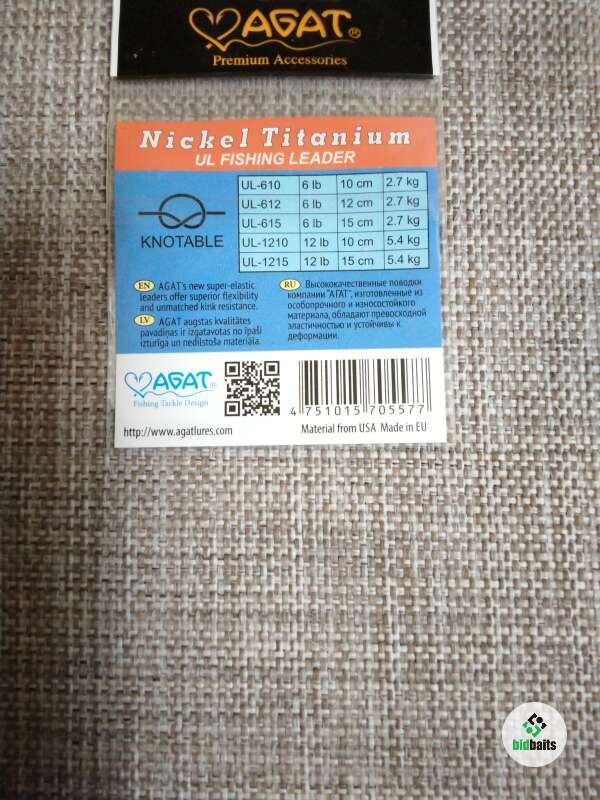 AGAT®
Premium Accessories
Nickel Titanium
UL FISHING LEADER
UL-610 6 lb 10 cm 2.7 kg
UL-612 6 lb 12 cm 2.7 kg
UL-615 6 lb 15 cm 2.7 kg
UL-1210 12 lb 10 cm 5.4 kg
UL-1215 12 lb 15 cm 5.4 kg
KNOTABLE
EN AGAT's new super-elastic
leaders offer superior flexibility
and unmatched kink resistance.
LV AGAT augstas kvalitātes
pavadiņas ir izgatavotas no īpaši
izturīga un nedilstoša materiāla.
RU Высококачественные поводки
компании "АГАТ", изготовленные из
особопрочного и износостойкого
материала, обладают превосходной
эластичностью и устойчивы к
деформации.
AGAT®
Fishing Tackle Design
http://www.agatlures.com
4 751015 705577
Material from USA Made in EU
bidbaits